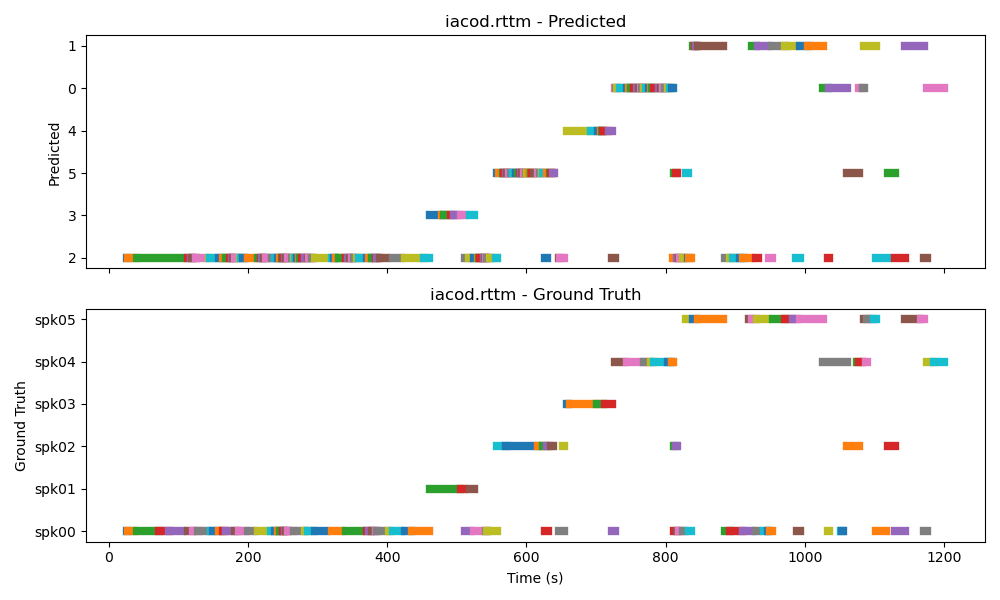 iacod.rttm - Predicted
1
0
4
5
3
2
Predicted
iacod.rttm - Ground Truth
spk05
spk04
spk03
spk02
spk01
spk00
Ground Truth
0 200 400 600 800 1000 1200
Time (s)